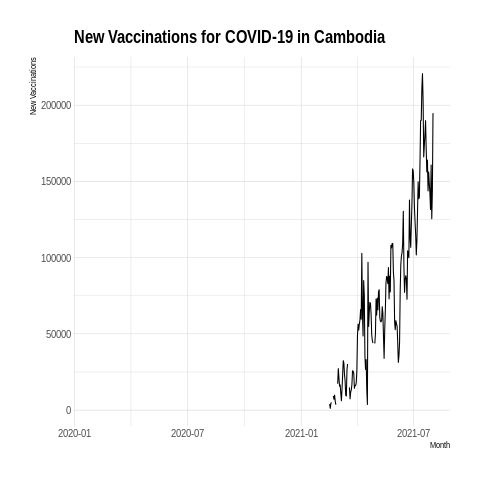 New Vaccinations for COVID-19 in Cambodia
New Vaccinations
200000
150000
100000
50000
0
2020-01 2020-07 2021-01 2021-07
Month